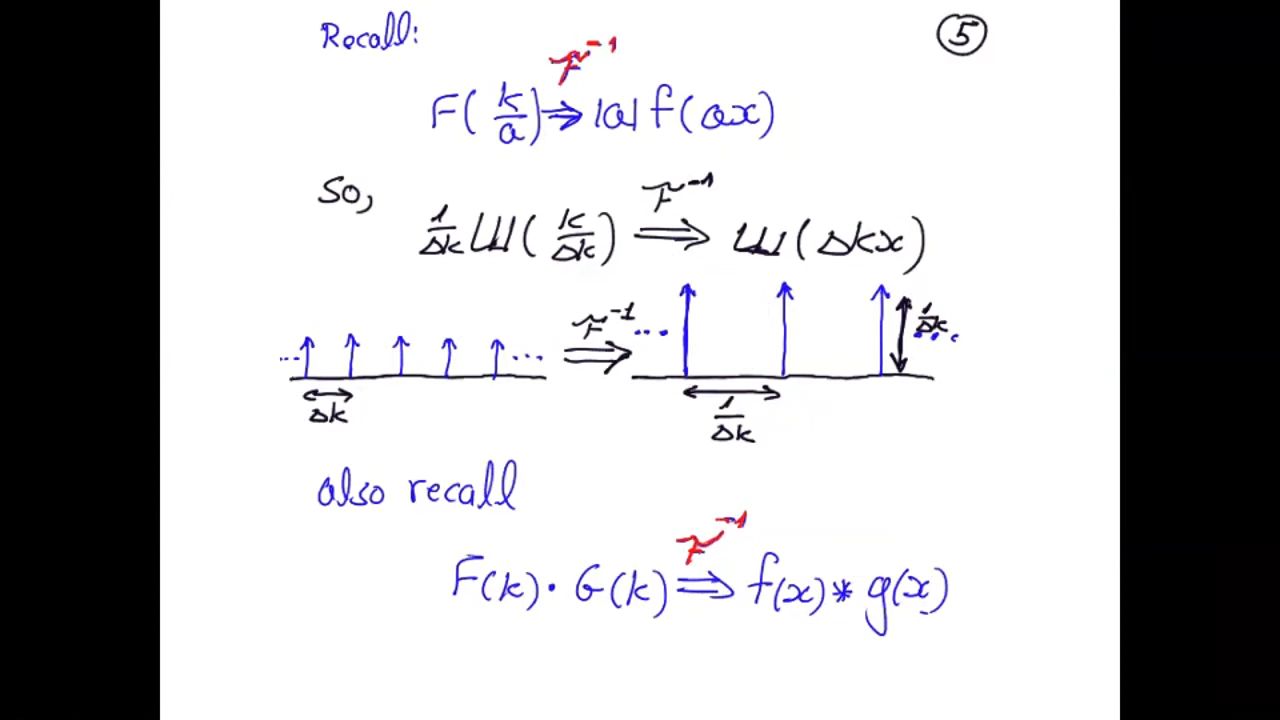 Recall: ⑤
F(k/a) ⇒ℱ⁻¹ |a| f(ax)
So,
1/Δk Ш(k/Δk) ⇒ℱ⁻¹ Ш(Δkx)
... ⇒ℱ⁻¹ ... 1/Δk ...
Δk 1/Δk
also recall
F(k) · G(k) ⇒ℱ⁻¹ f(x) * g(x)